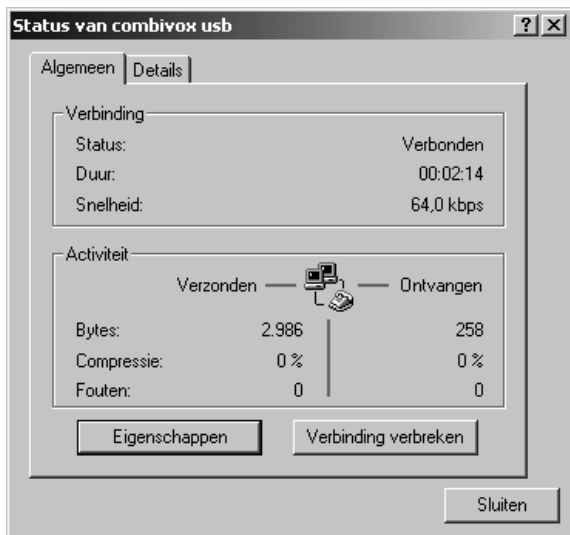 Status van combivox usb
Algemeen Details
Verbinding
Status: Verbonden
Duur: 00:02:14
Snelheid: 64,0 kbps
Activiteit
Verzonden Ontvangen
Bytes: 2.986 258
Compressie: 0 % 0 %
Fouten: 0 0
Eigenschappen Verbinding verbreken
Sluiten